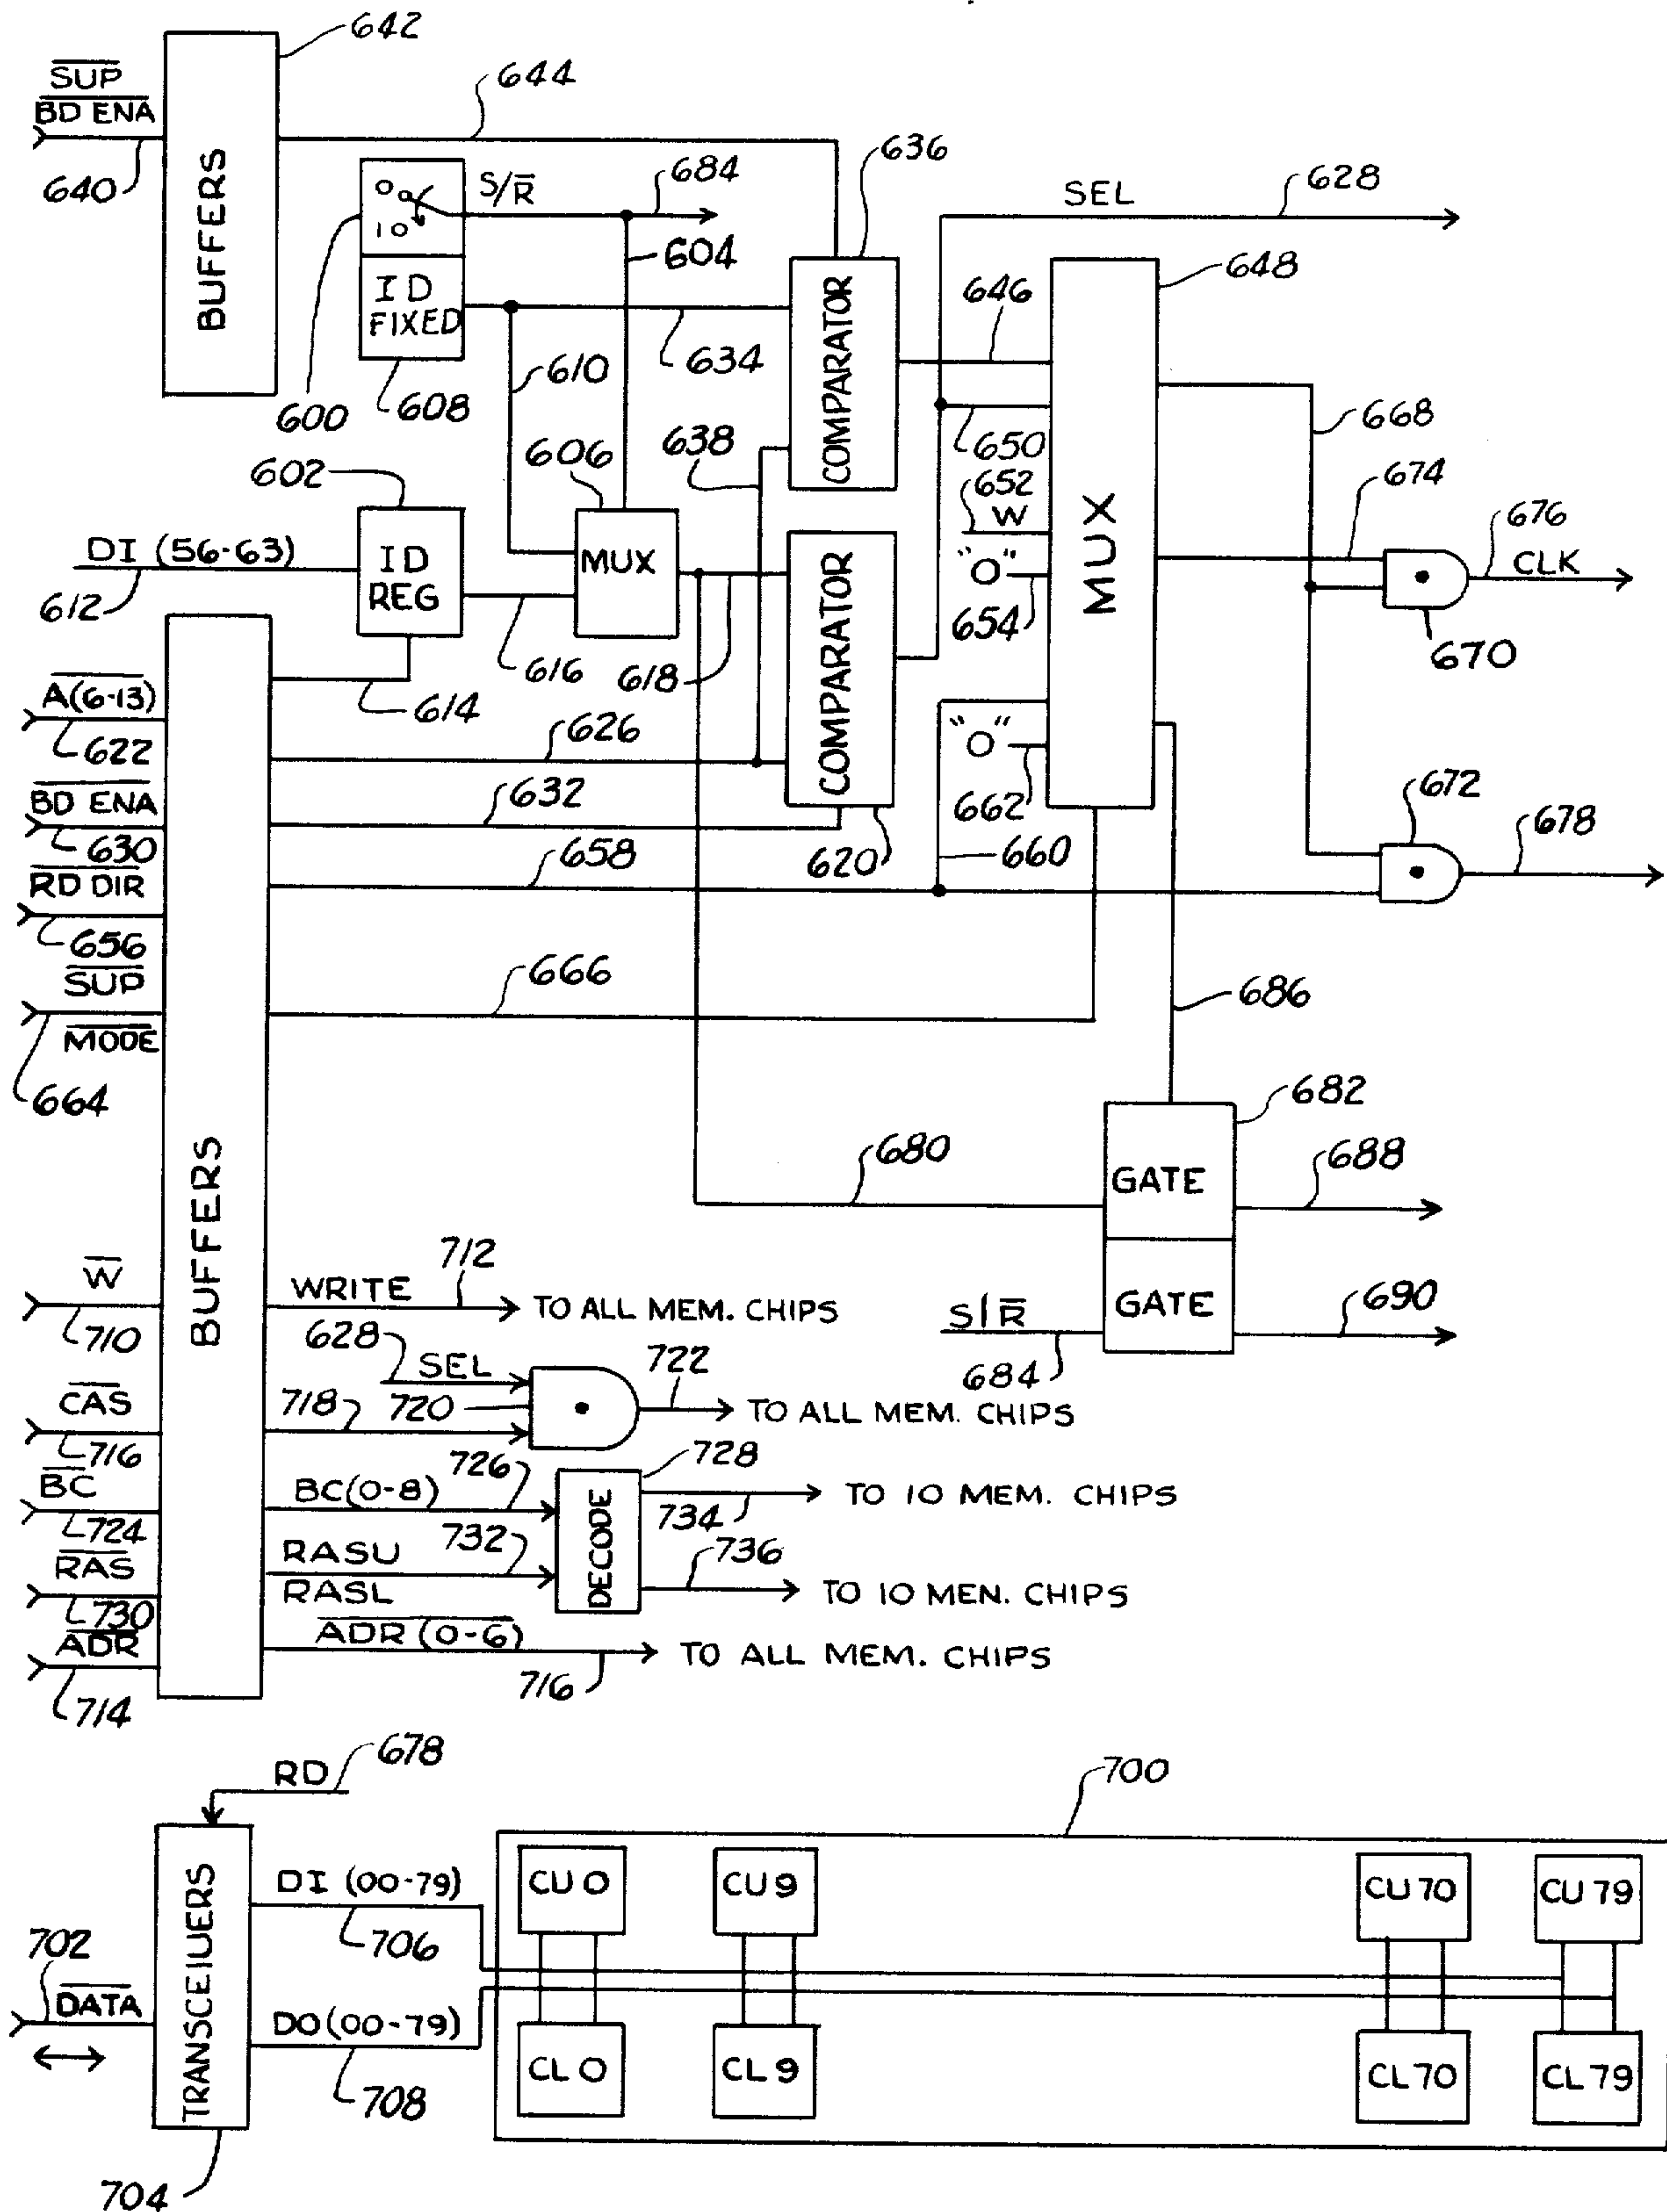 642
SUP
BD ENA
640
BUFFERS
644
0
1 0
S/R
684
604
636
SEL
628
ID
FIXED
600
608
610
634
COMPARATOR
646
648
602
606
638
650
652
W
"0"
654
MUX
668
674
676
CLK
670
DI (56-63)
612
ID
REG
MUX
614
616
618
COMPARATOR
620
"0"
662
660
A(6-13)
622
626
BD ENA
630
632
RD DIR
656
658
672
678
SUP
MODE
664
666
686
BUFFERS
680
682
GATE
688
GATE
S/R
684
690
W
710
WRITE
712
TO ALL MEM. CHIPS
628
SEL
720
722
TO ALL MEM. CHIPS
CAS
716
718
BC
724
BC(0-8)
726
728
DECODE
734
TO 10 MEM. CHIPS
RAS
730
RASU
RASL
732
736
TO 10 MEN. CHIPS
ADR
714
ADR (0-6)
716
TO ALL MEM. CHIPS
RD
678
700
TRANSCEIVERS
704
702
DATA
DI (00-79)
706
DO(00-79)
708
CU 0
CU 9
CU 70
CU 79
CL 0
CL 9
CL 70
CL 79